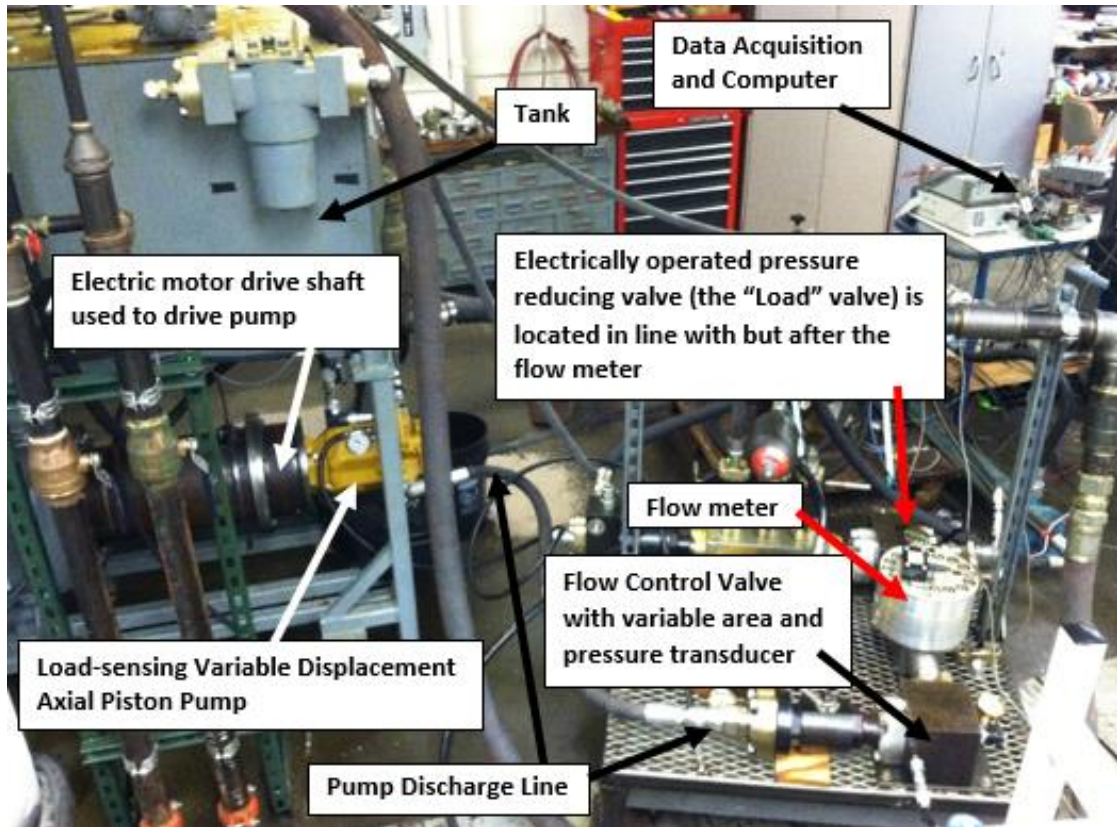 Data Acquisition
and Computer
Tank
Electric motor drive shaft
used to drive pump
Electrically operated pressure
reducing valve (the “Load” valve) is
located in line with but after the
flow meter
Flow meter
Flow Control Valve
with variable area and
pressure transducer
Load-sensing Variable Displacement
Axial Piston Pump
Pump Discharge Line